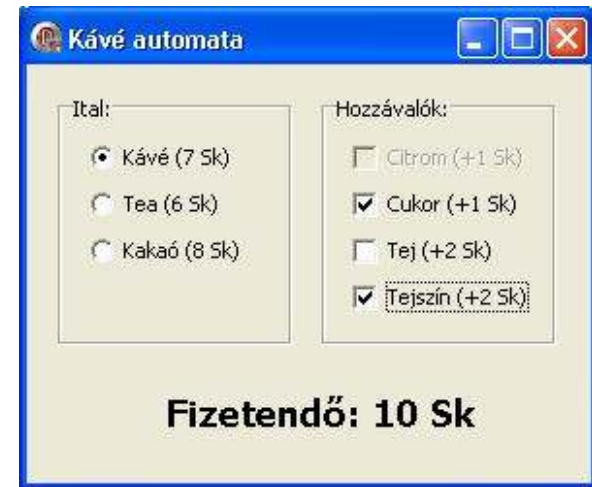 Kávé automata
Ital:
Kávé (7 Sk)
Tea (6 Sk)
Kakaó (8 Sk)
Hozzávalók:
Citrom (+1 Sk)
Cukor (+1 Sk)
Tej (+2 Sk)
Tejszín (+2 Sk)
Fizetendő: 10 Sk